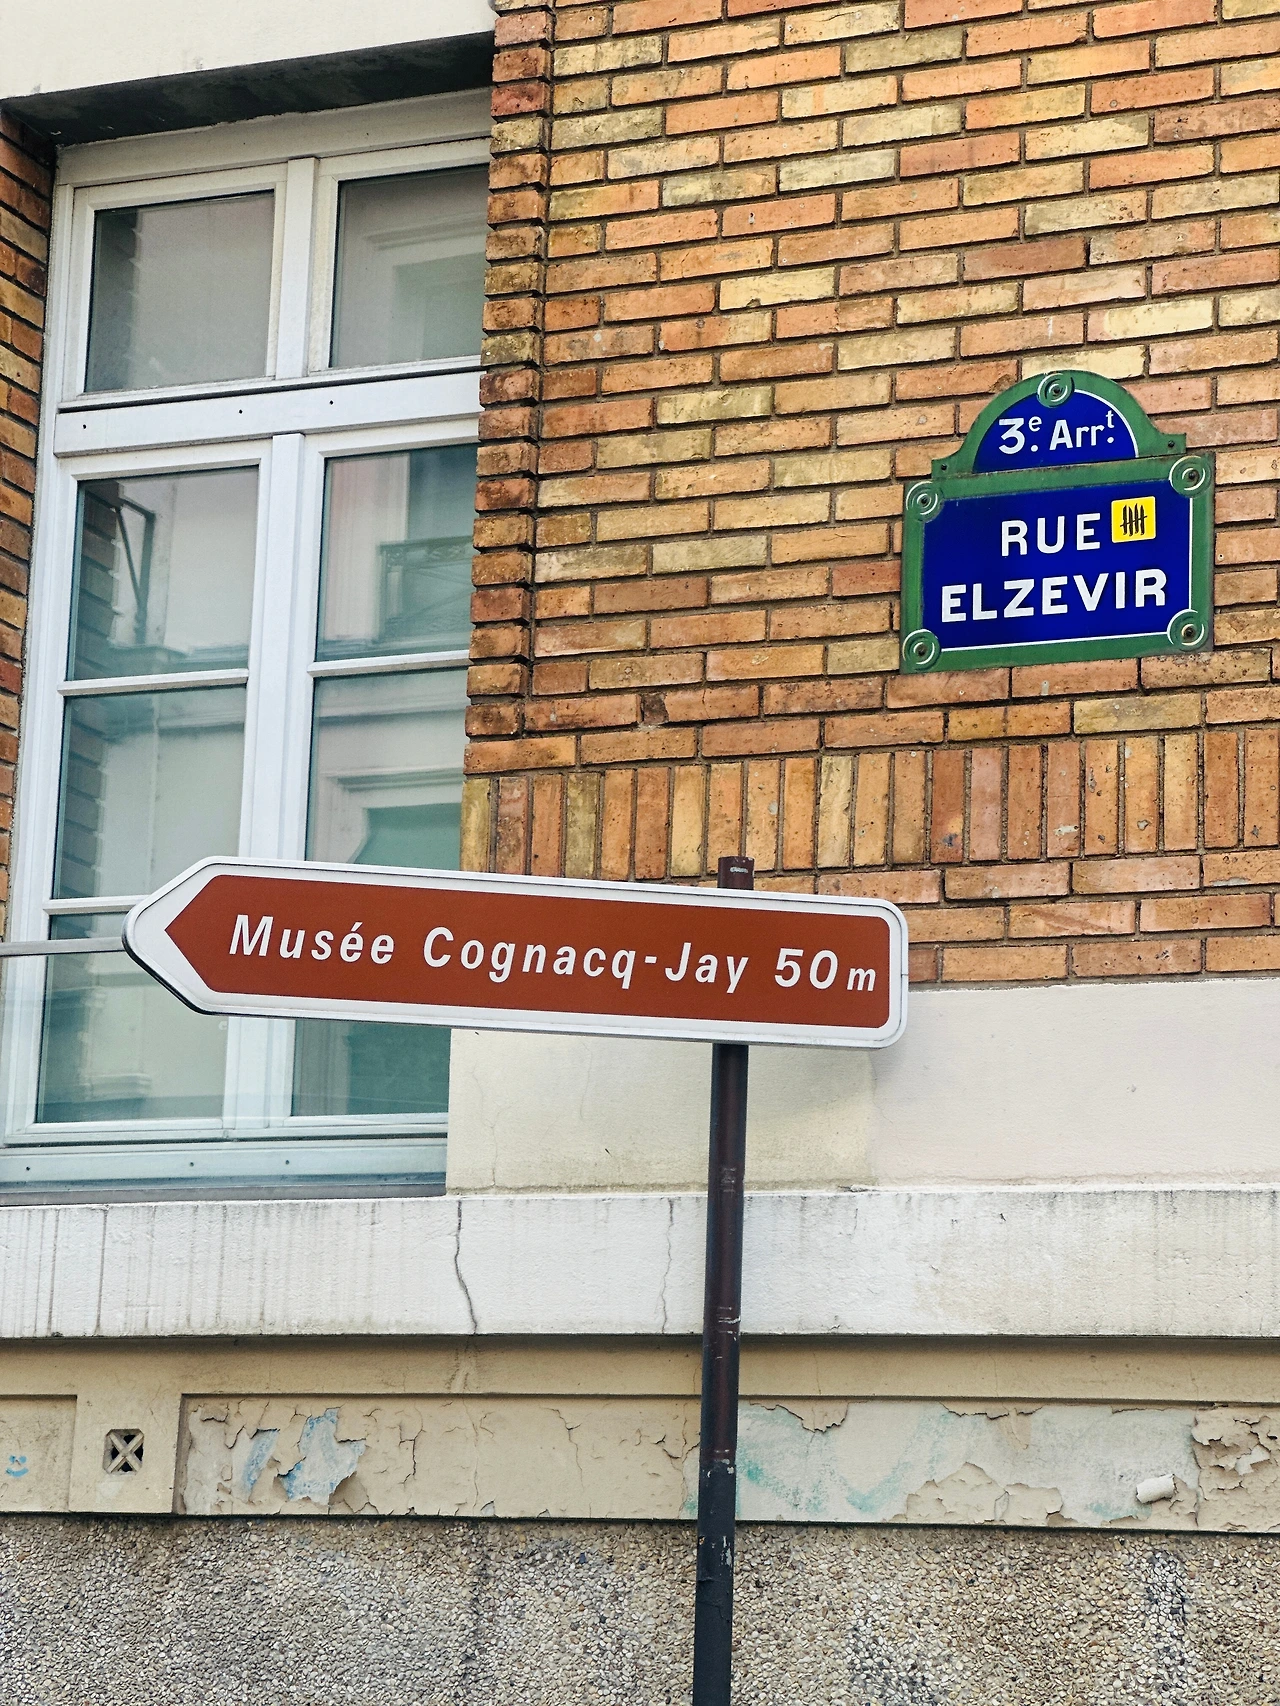 3e. Arrt.
RUE
ELZEVIR
Musée Cognacq-Jay 50m